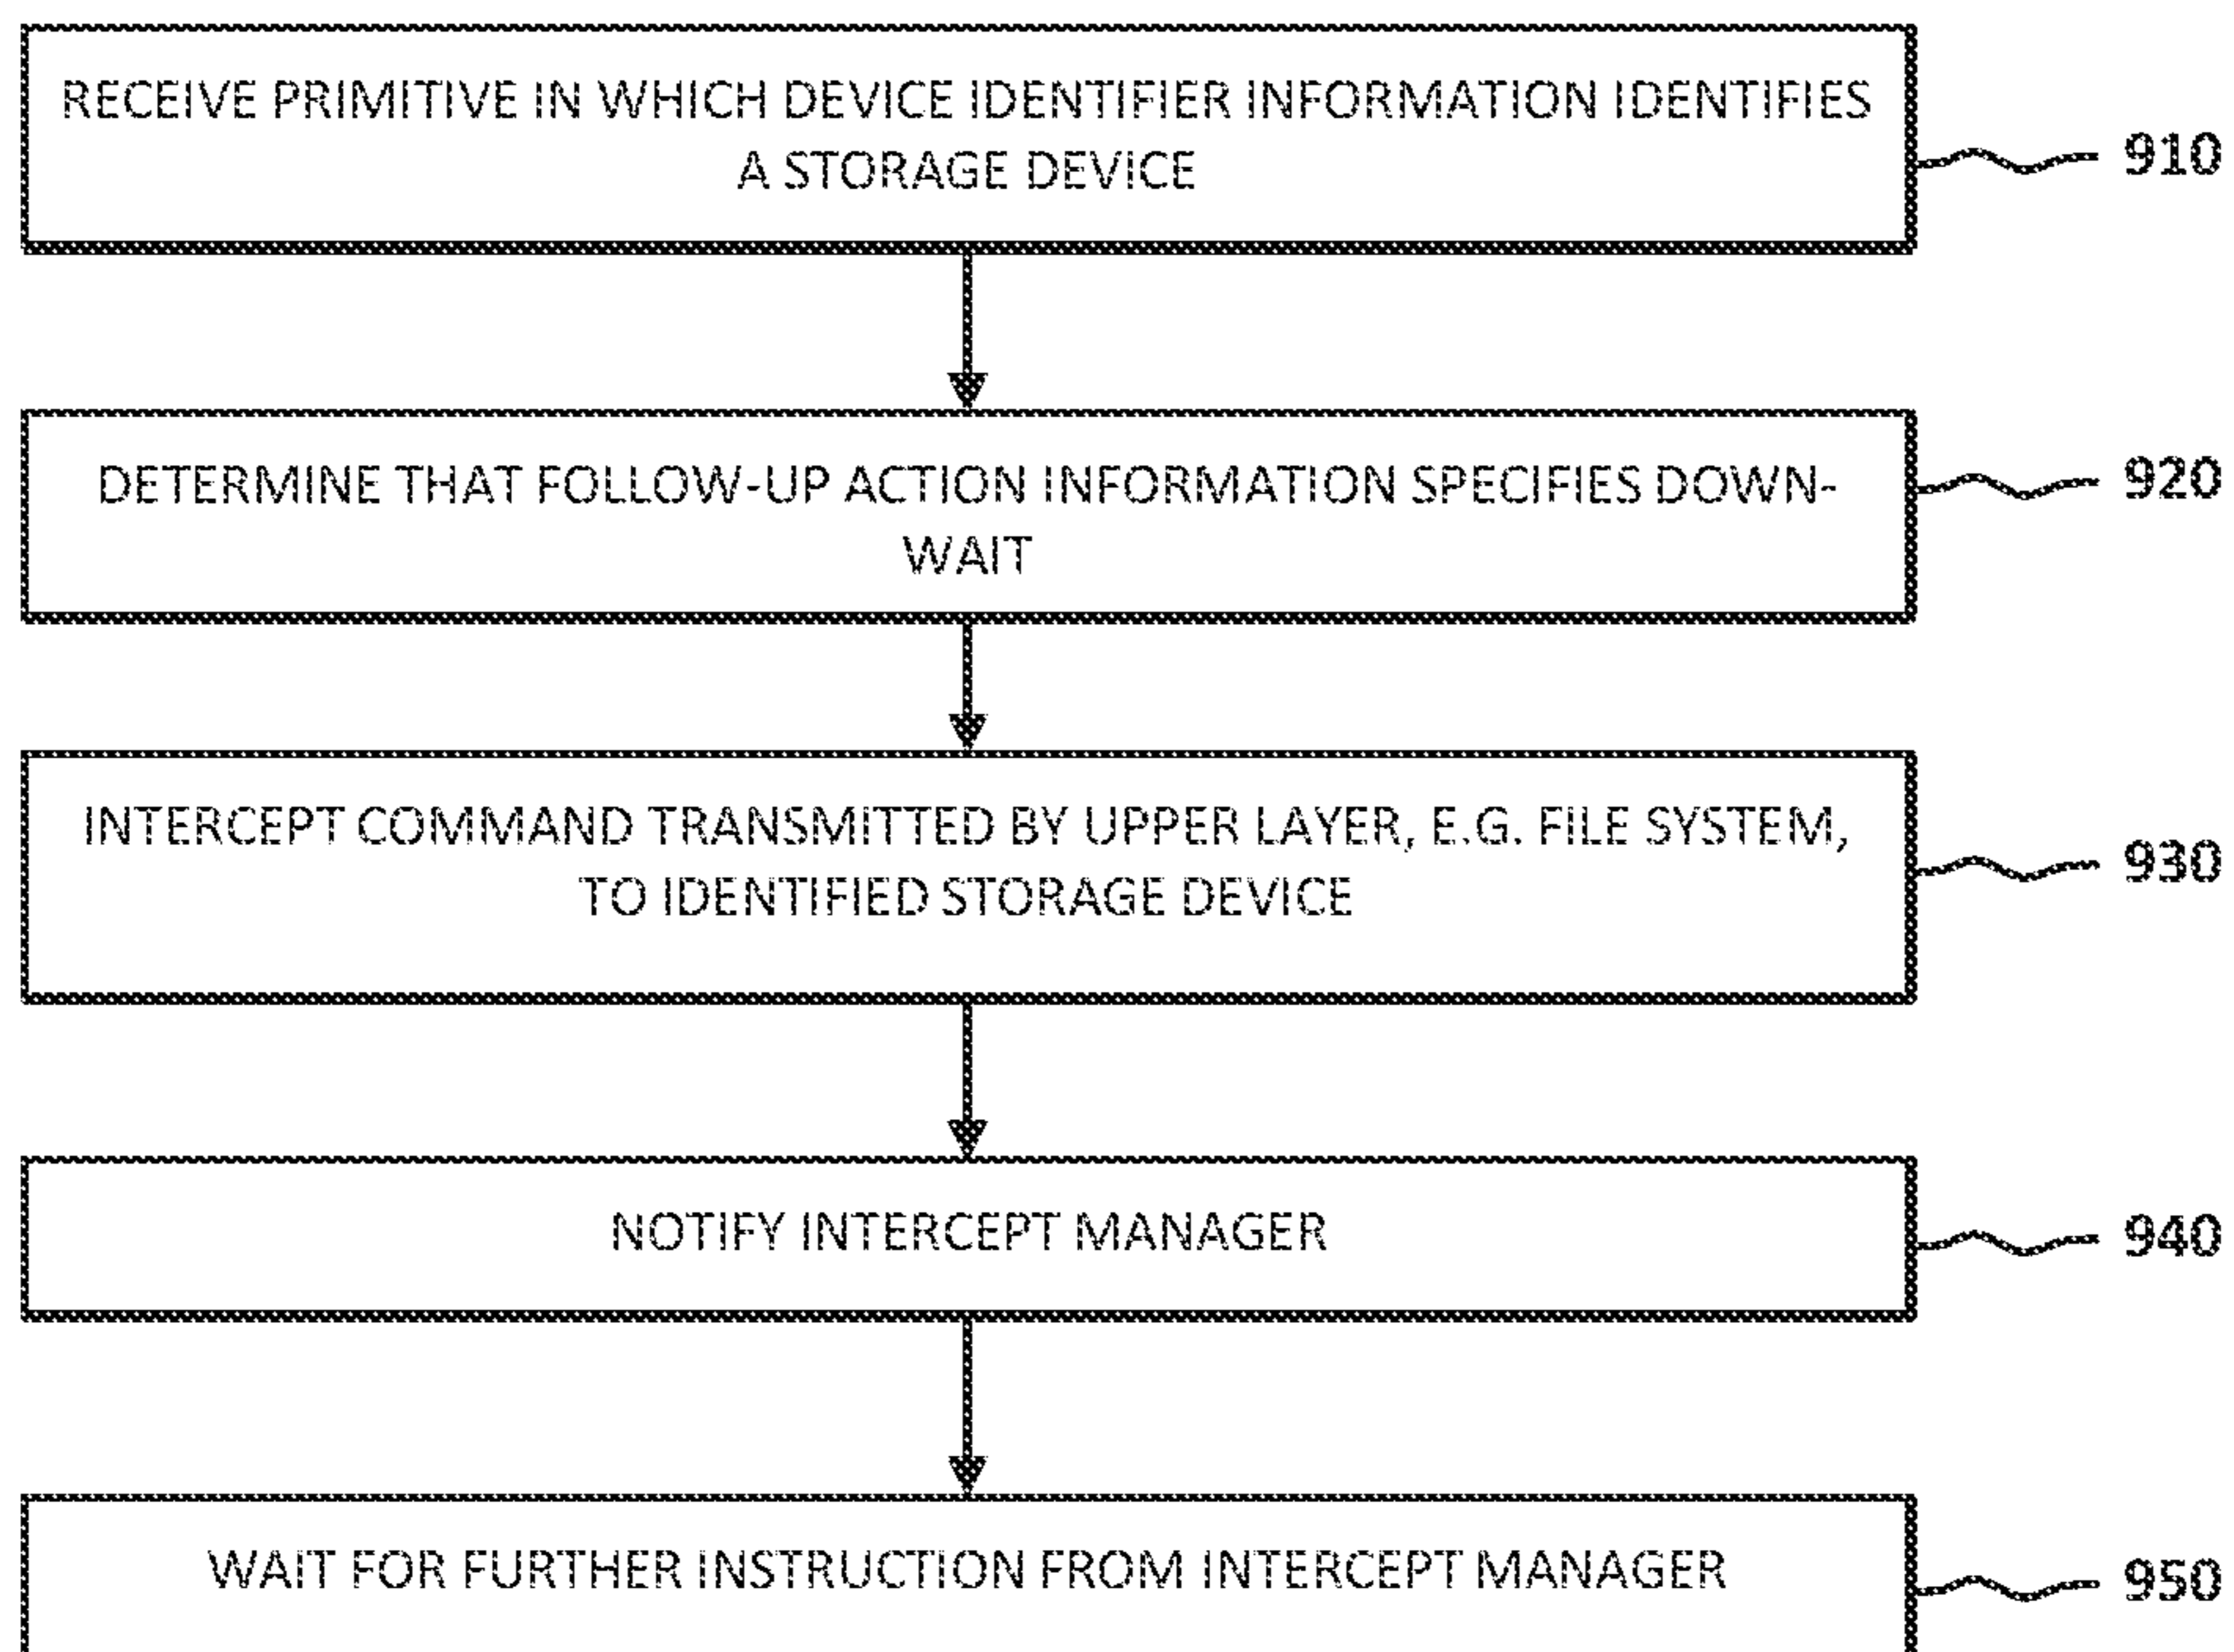 RECEIVE PRIMITIVE IN WHICH DEVICE IDENTIFIER INFORMATION IDENTIFIES
A STORAGE DEVICE
910
DETERMINE THAT FOLLOW-UP ACTION INFORMATION SPECIFIES DOWN-
WAIT
920
INTERCEPT COMMAND TRANSMITTED BY UPPER LAYER, E.G. FILE SYSTEM,
TO IDENTIFIED STORAGE DEVICE
930
NOTIFY INTERCEPT MANAGER
940
WAIT FOR FURTHER INSTRUCTION FROM INTERCEPT MANAGER
950